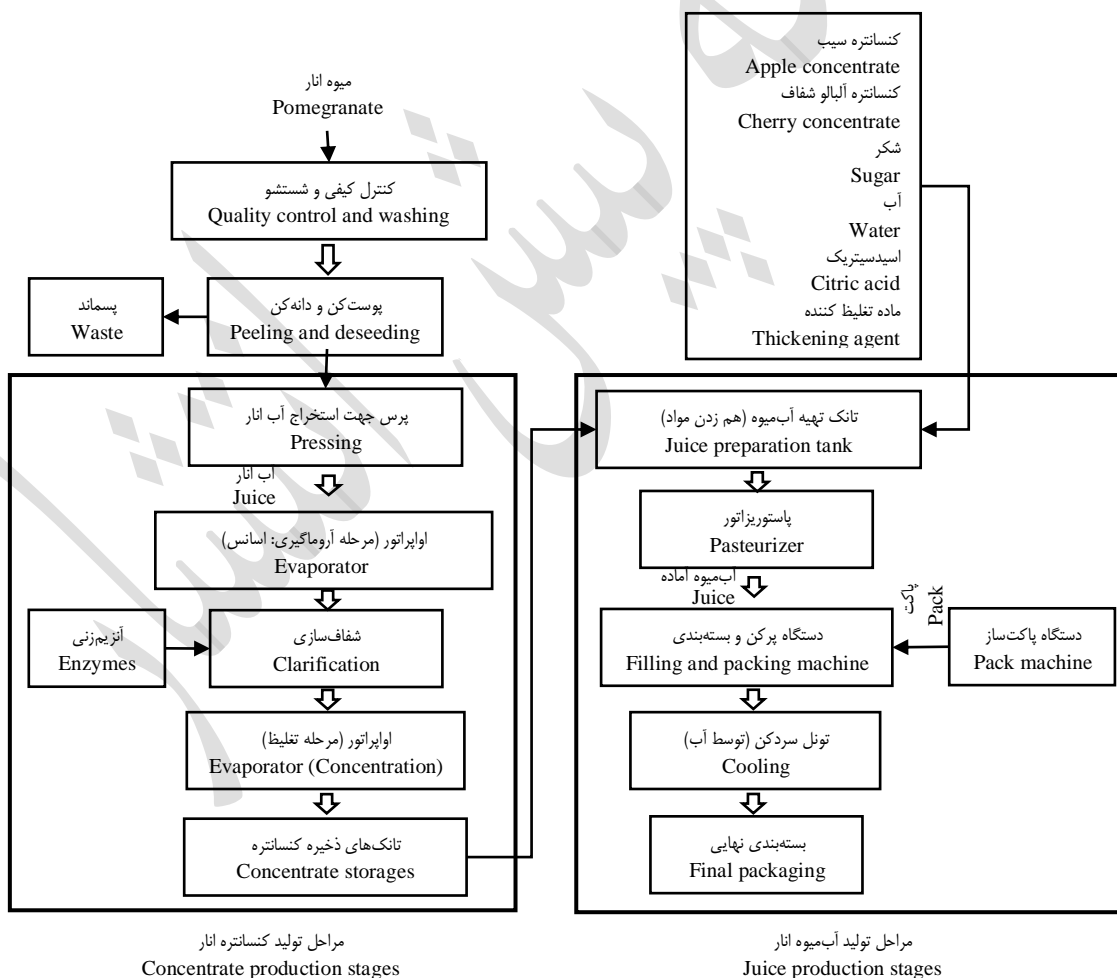 میوه انار
Pomegranate
کنترل کیفی و شستشو
Quality control and washing
پوست‌کن و دانه‌کن
Peeling and deseeding
پسماند
Waste
پرس جهت استخراج آب انار
Pressing
آب انار
Juice
اواپراتور (مرحله آروماگیری: اسانس)
Evaporator
آنزیم‌زنی
Enzymes
شفاف‌سازی
Clarification
اواپراتور (مرحله تغلیظ)
Evaporator (Concentration)
تانک‌های ذخیره کنسانتره
Concentrate storages
مراحل تولید کنسانتره انار
Concentrate production stages
کنسانتره سیب
Apple concentrate
کنسانتره آلبالو شفاف
Cherry concentrate
شکر
Sugar
آب
Water
اسیدسیتریک
Citric acid
ماده تغلیظ کننده
Thickening agent
تانک تهیه آب‌میوه (هم زدن مواد)
Juice preparation tank
پاستوریزاتور
Pasteurizer
آب‌میوه آماده
Juice
پاکت
Pack
دستگاه پرکن و بسته‌بندی
Filling and packing machine
دستگاه پاکت‌ساز
Pack machine
تونل سردکن (توسط آب)
Cooling
بسته‌بندی نهایی
Final packaging
مراحل تولید آب‌میوه انار
Juice production stages